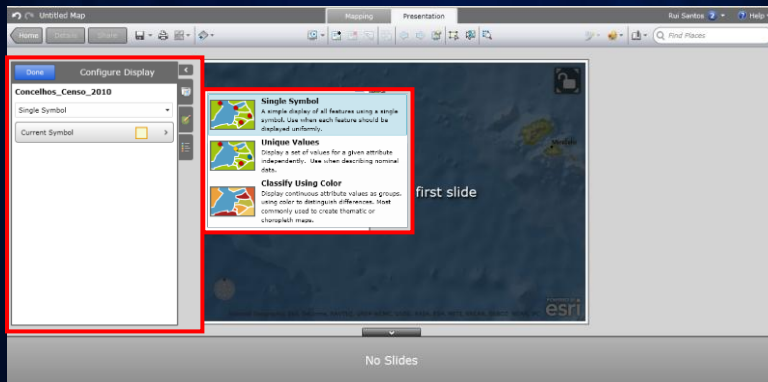 Untitled Map
Mapping
Presentation
Rui Santos
Help
Home
Details
Share
Find Places
Done
Configure Display
Concelhos_Censo_2010
Single Symbol
Current Symbol
Single Symbol
A simple display of all features using a single
symbol. Use when each feature should be
displayed uniformly.
Unique Values
Display a set of values for a given attribute
independently. Use when describing nominal
data.
Classify Using Color
Display continuous attribute values as groups,
using color to distinguish differences. Most
commonly used to create thematic or
choropleth maps.
first slide
esri
No Slides